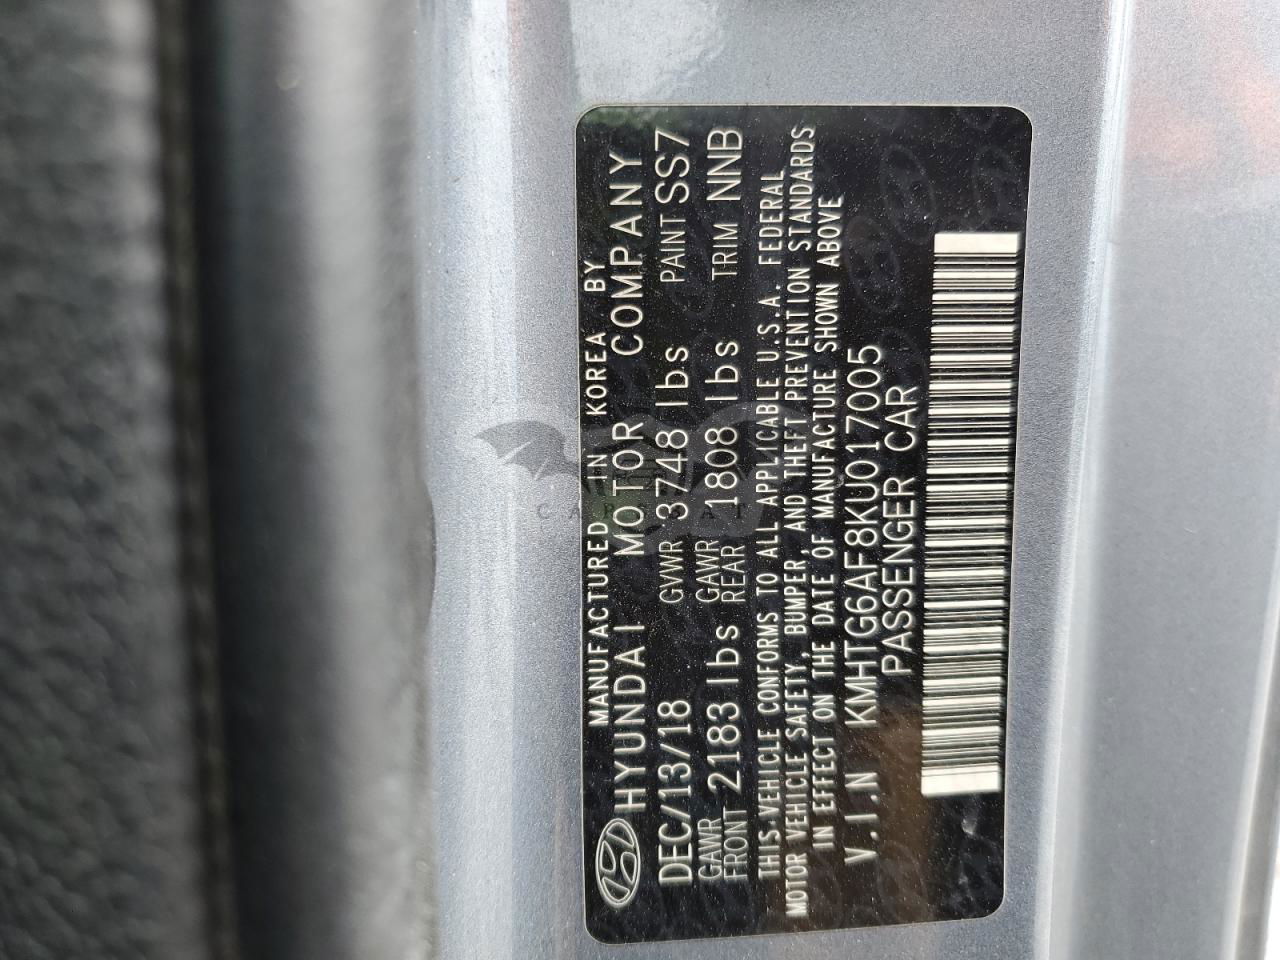 MANUFACTURED IN KOREA BY
HYUNDAI MOTOR COMPANY
DEC/13/18 GVWR 3748 lbs PAINT SS7
GAWR FRONT 2183 lbs GAWR REAR 1808 lbs TRIM NNB
THIS VEHICLE CONFORMS TO ALL APPLICABLE U.S.A. FEDERAL
MOTOR VEHICLE SAFETY, BUMPER, AND THEFT PREVENTION STANDARDS
IN EFFECT ON THE DATE OF MANUFACTURE SHOWN ABOVE
V.I.N KMHTG6AF8KU017005
PASSENGER CAR